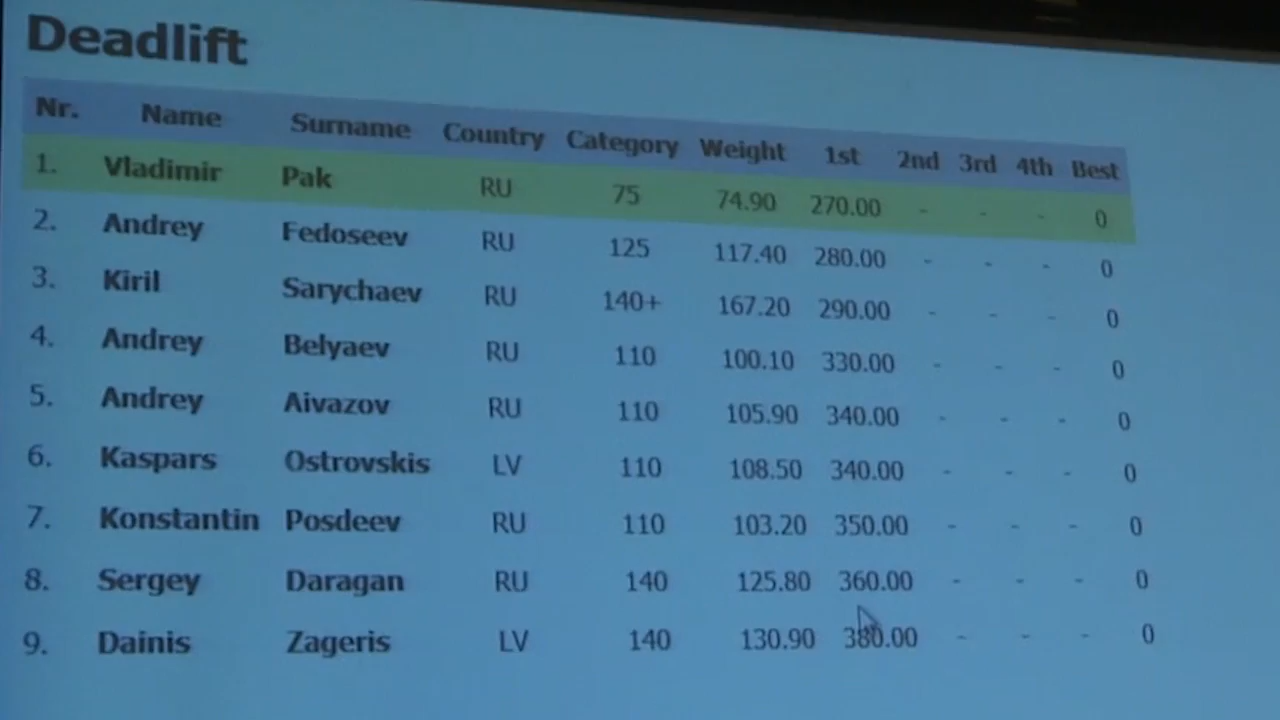 Deadlift
Nr. Name Surname Country Category Weight 1st 2nd 3rd 4th Best
1. Vladimir Pak RU 75 74.90 270.00 - - - 0
2. Andrey Fedoseev RU 125 117.40 280.00 - - - 0
3. Kiril Sarychaev RU 140+ 167.20 290.00 - - - 0
4. Andrey Belyaev RU 110 100.10 330.00 - - - 0
5. Andrey Aivazov RU 110 105.90 340.00 - - - 0
6. Kaspars Ostrovskis LV 110 108.50 340.00 - - - 0
7. Konstantin Posdeev RU 110 103.20 350.00 - - - 0
8. Sergey Daragan RU 140 125.80 360.00 - - - 0
9. Dainis Zageris LV 140 130.90 380.00 - - - 0